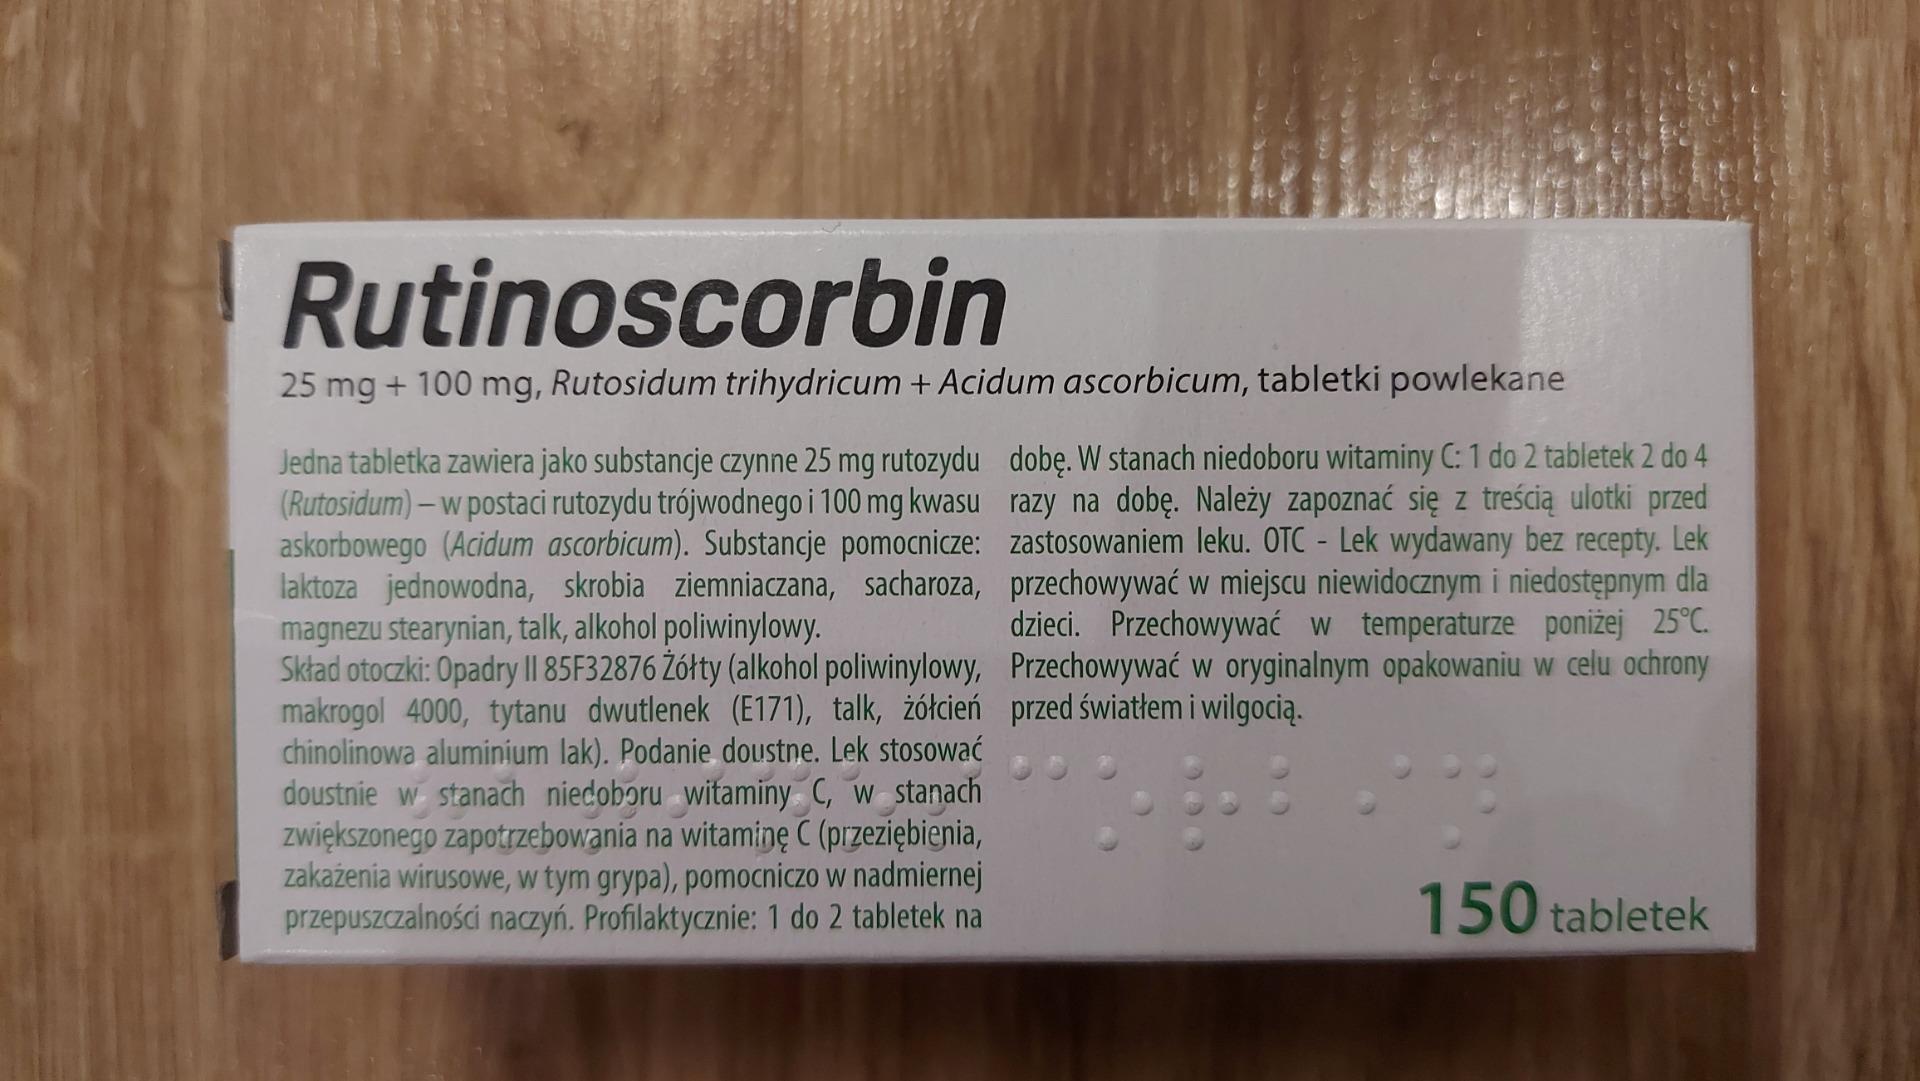 Rutinoscorbin
25 mg + 100 mg, Rutosidum trihydricum + Acidum ascorbicum, tabletki powlekane
Jedna tabletka zawiera jako substancje czynne 25 mg rutozydu
(Rutosidum) – w postaci rutozydu trójwodnego i 100 mg kwasu
askorbowego (Acidum ascorbicum). Substancje pomocnicze:
laktoza jednowodna, skrobia ziemniaczana, sacharoza,
magnezu stearynian, talk, alkohol poliwinylowy.
Skład otoczki: Opadry II 85F32876 Żółty (alkohol poliwinylowy,
makrogol 4000, tytanu dwutlenek (E171), talk, żółcień
chinolinowa aluminium lak). Podanie doustne. Lek stosować
doustnie w stanach niedoboru witaminy C, w stanach
zwiększonego zapotrzebowania na witaminę C (przeziębienia,
zakażenia wirusowe, w tym grypa), pomocniczo w nadmiernej
przepuszczalności naczyń. Profilaktycznie: 1 do 2 tabletek na
dobę. W stanach niedoboru witaminy C: 1 do 2 tabletek 2 do 4
razy na dobę. Należy zapoznać się z treścią ulotki przed
zastosowaniem leku. OTC - Lek wydawany bez recepty. Lek
przechowywać w miejscu niewidocznym i niedostępnym dla
dzieci. Przechowywać w temperaturze poniżej 25°C.
Przechowywać w oryginalnym opakowaniu w celu ochrony
przed światłem i wilgocią.
150 tabletek